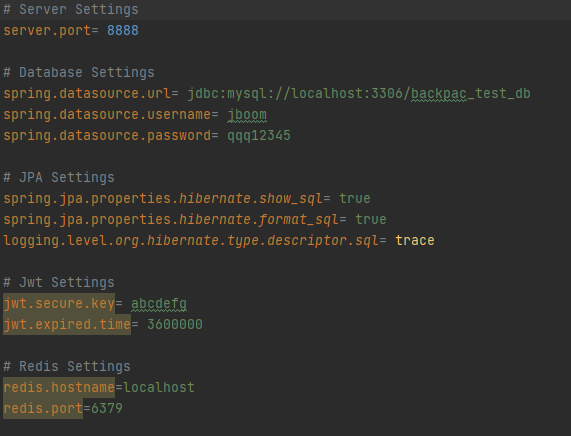 # Server Settings
server.port= 8888
# Database Settings
spring.datasource.url= jdbc:mysql://localhost:3306/backpac_test_db
spring.datasource.username= jboom
spring.datasource.password= qqq12345
# JPA Settings
spring.jpa.properties.hibernate.show_sql= true
spring.jpa.properties.hibernate.format_sql= true
logging.level.org.hibernate.type.descriptor.sql= trace
# Jwt Settings
jwt.secure.key= abcdefg
jwt.expired.time= 3600000
# Redis Settings
redis.hostname=localhost
redis.port=6379